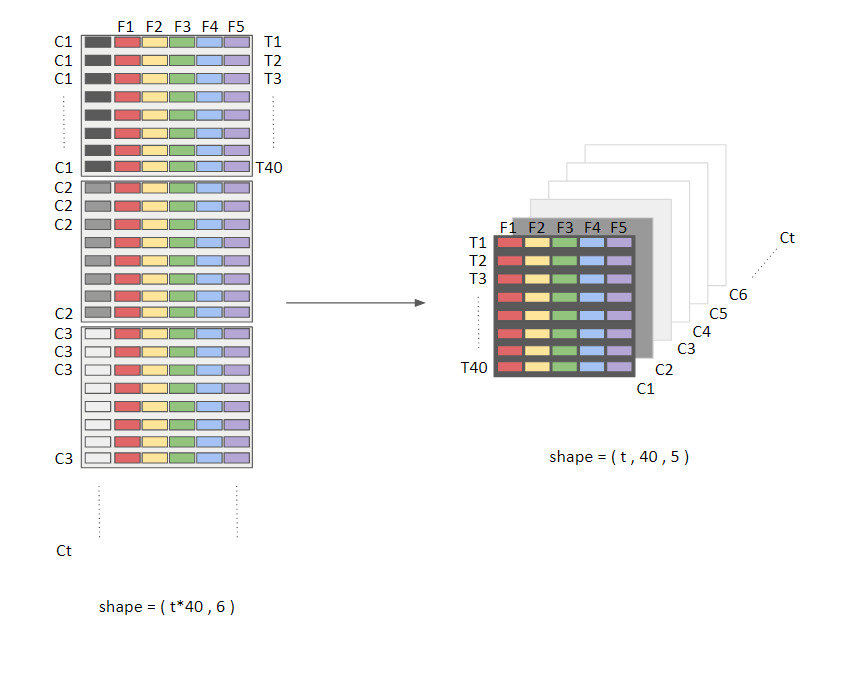 F1 F2 F3 F4 F5
C1 T1
C1 T2
C1 T3
C1 T40
C2
C2
C2
C2
C3
C3
C3
C3
Ct
shape = ( t*40 , 6 )
F1 F2 F3 F4 F5
T1
T2
T3
T40
C1
C2
C3
C4
C5
C6
Ct
shape = ( t , 40 , 5 )